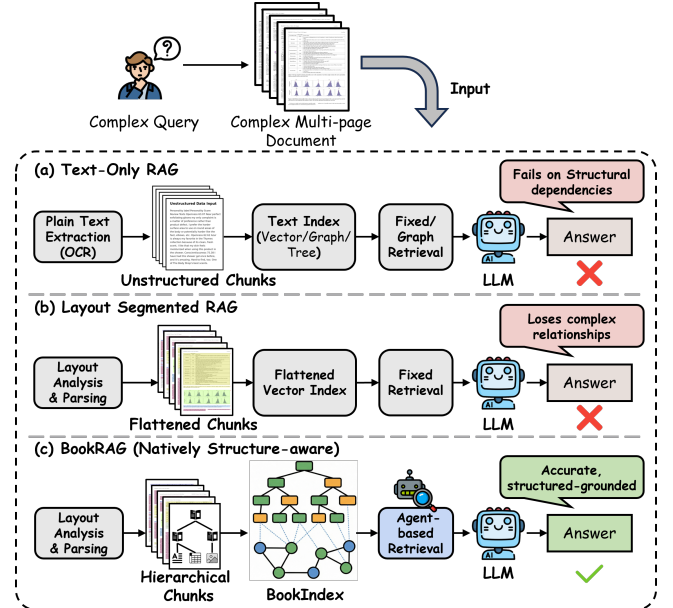 ?
Complex Query
Complex Multi-page
Document
Input
(a) Text-Only RAG
Fails on Structural
dependencies
Plain Text
Extraction
(OCR)
Unstructured Data Input
Unstructured Chunks
Text Index
(Vector/Graph/
Tree)
Fixed/
Graph
Retrieval
AI
LLM
Answer
(b) Layout Segmented RAG
Loses complex
relationships
Layout
Analysis
& Parsing
Flattened Chunks
Flattened
Vector Index
Fixed
Retrieval
AI
LLM
Answer
(c) BookRAG (Natively Structure-aware)
Accurate,
structured-grounded
Layout
Analysis
& Parsing
Hierarchical
Chunks
BookIndex
Agent-
based
Retrieval
AI
LLM
Answer